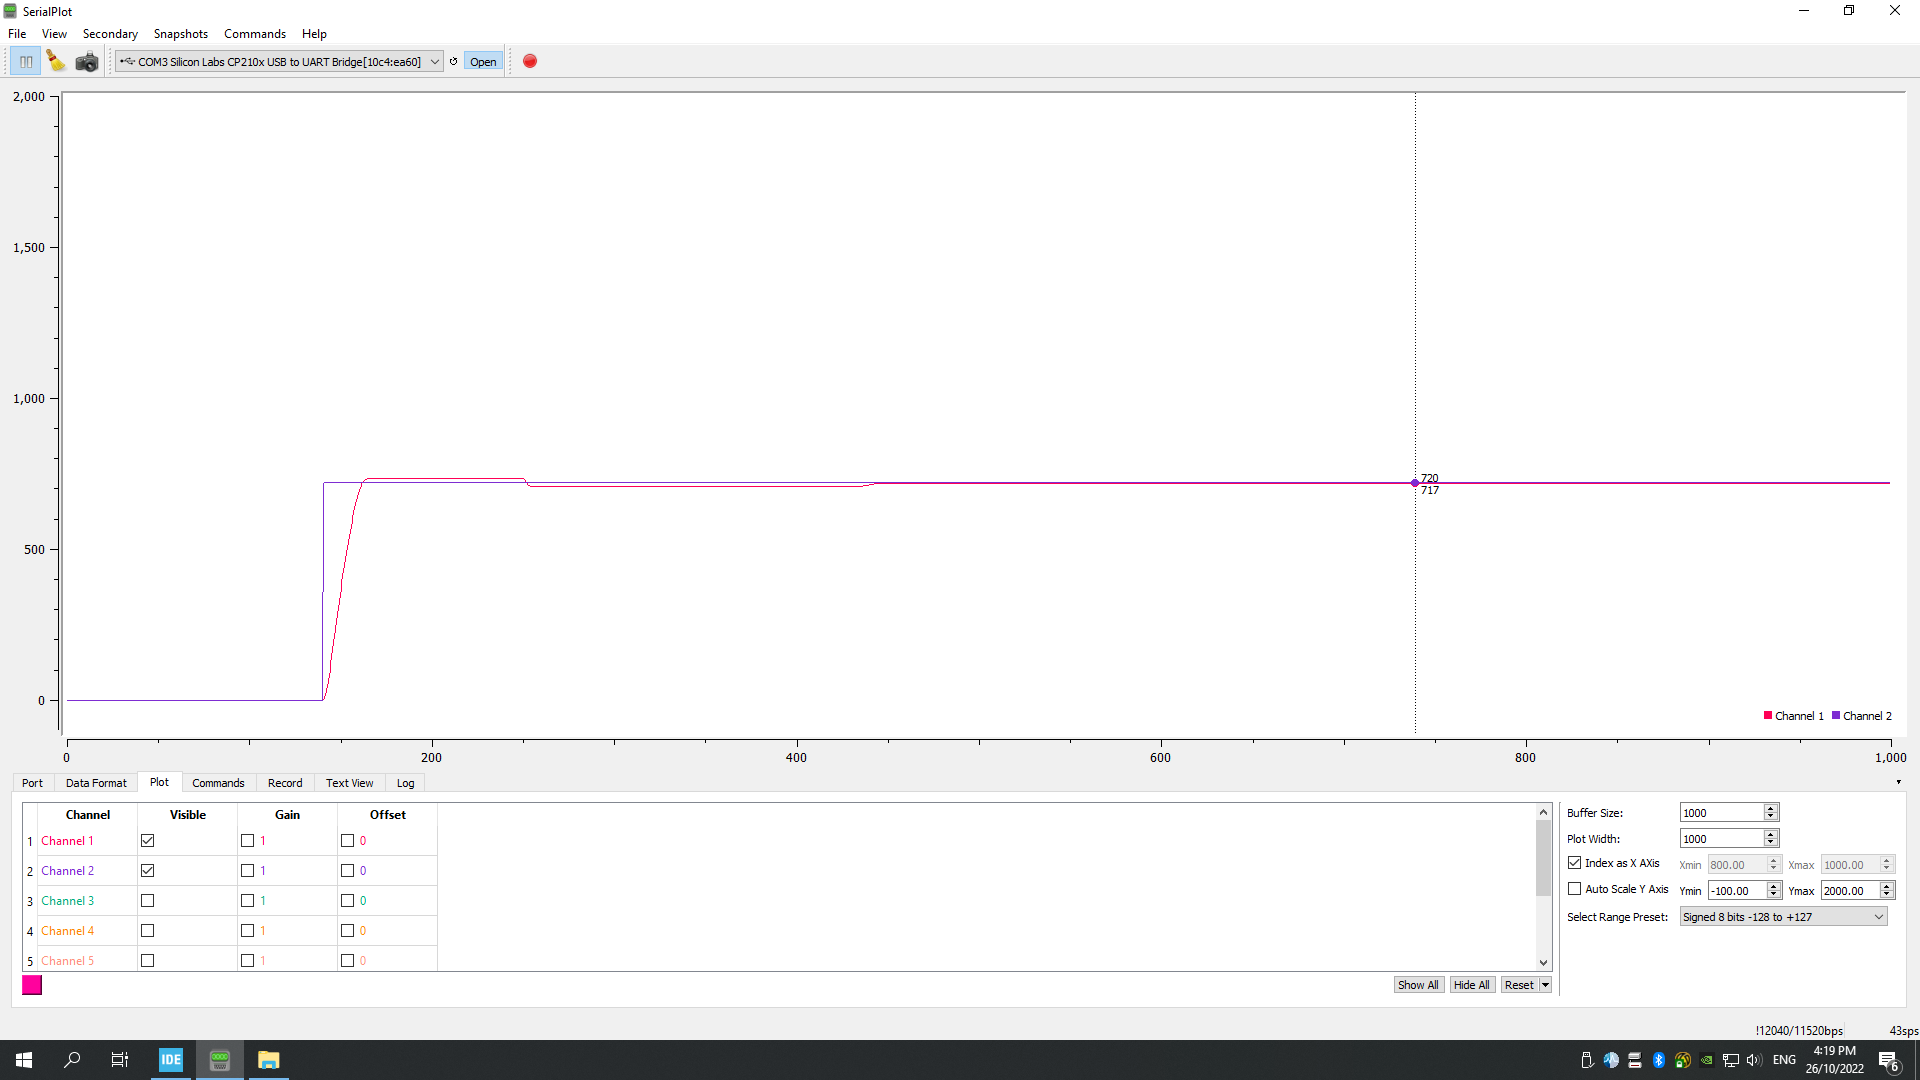 SerialPlot
File View Secondary Snapshots Commands Help
COM3 Silicon Labs CP210x USB to UART Bridge[10c4:ea60] Open
2,000
1,500
1,000
500
0
720
717
Channel 1 Channel 2
0 200 400 600 800 1,000
Port Data Format Plot Commands Record Text View Log
Channel Visible Gain Offset
1 Channel 1 1 0
2 Channel 2 1 0
3 Channel 3 1 0
4 Channel 4 1 0
5 Channel 5 1 0
Show All Hide All Reset
Buffer Size: 1000
Plot Width: 1000
Index as X AXis Xmin 800.00 Xmax 1000.00
Auto Scale Y Axis Ymin -100.00 Ymax 2000.00
Select Range Preset: Signed 8 bits -128 to +127
!12040/11520bps 43sps
IDE
ENG
4:19 PM
26/10/2022
6